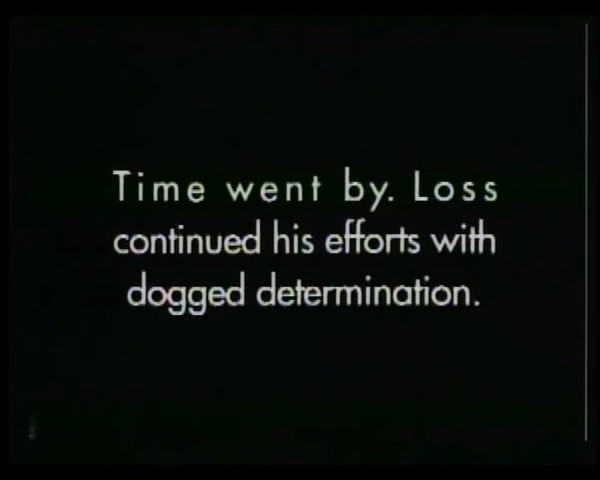 Time went by. Loss
continued his efforts with
dogged determination.